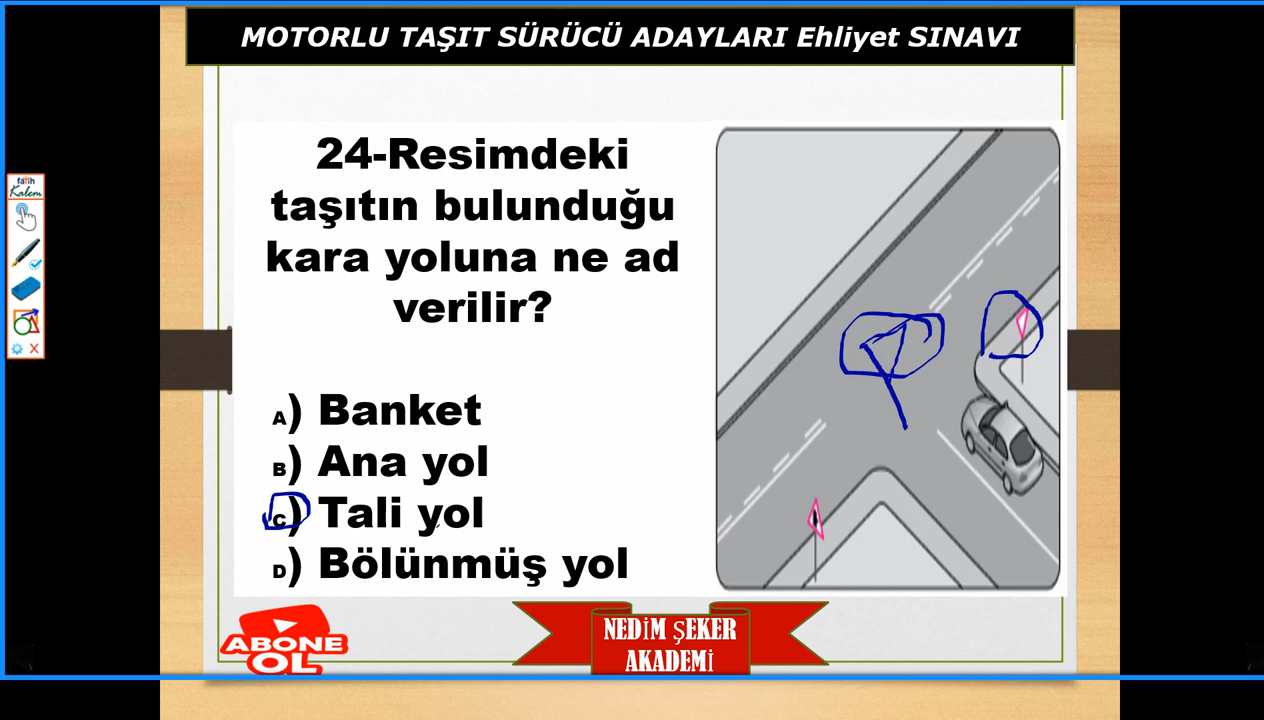 MOTORLU TAŞIT SÜRÜCÜ ADAYLARI Ehliyet SINAVI
fatih
Kalem
24-Resimdeki
taşıtın bulunduğu
kara yoluna ne ad
verilir?
A) Banket
B) Ana yol
C) Tali yol
D) Bölünmüş yol
ABONE
OL
NEDİM ŞEKER
AKADEMİ